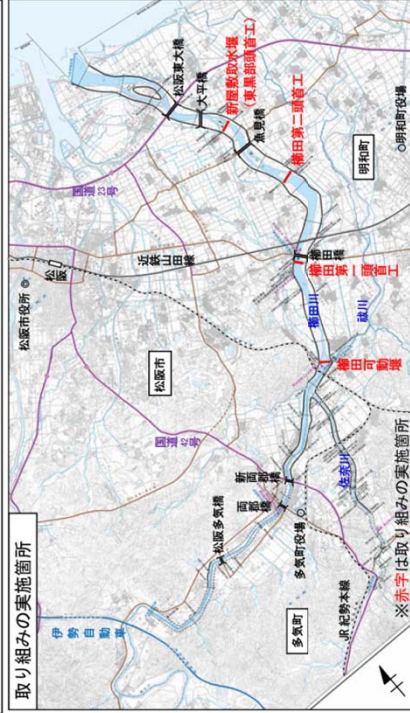 取り組みの実施箇所
伊勢自動車
松阪市役所
松阪
国道23号
松阪東大橋
大平橋
新屋敷取水堰
(東黒部頭首工)
魚見橋
櫛田第二頭首工
近鉄山田線
櫛田橋
櫛田第一頭首工
明和町
明和町役場
櫛田川
祓川
松阪市
国道42号
櫛田可動堰
新両郡橋
両郡橋
松阪多気橋
多気町役場
佐奈川
多気町
JR紀勢本線
※赤字は取り組みの実施箇所